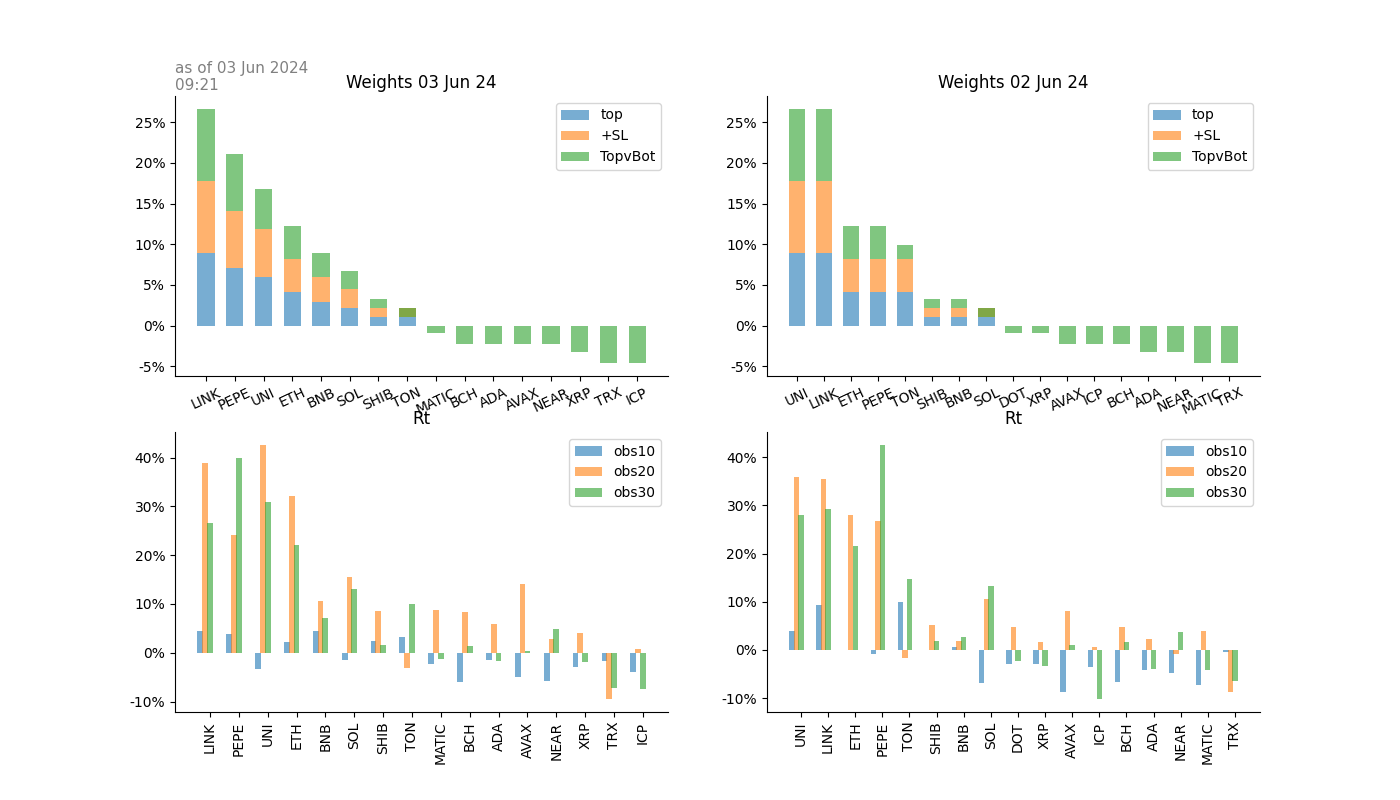 as of 03 Jun 2024
09:21
Weights 03 Jun 24
25%
20%
15%
10%
5%
0%
-5%
top
+SL
TopvBot
LINK PEPE UNI ETH BNB SOL SHIB TON MATIC BCH ADA AVAX NEAR XRP TRX ICP
Weights 02 Jun 24
25%
20%
15%
10%
5%
0%
-5%
top
+SL
TopvBot
UNI LINK ETH PEPE TON SHIB BNB SOL DOT XRP AVAX ICP BCH ADA NEAR MATIC TRX
Rt
40%
30%
20%
10%
0%
-10%
obs10
obs20
obs30
LINK PEPE UNI ETH BNB SOL SHIB TON MATIC BCH ADA AVAX NEAR XRP TRX ICP
Rt
40%
30%
20%
10%
0%
-10%
obs10
obs20
obs30
UNI LINK ETH PEPE TON SHIB BNB SOL DOT XRP AVAX ICP BCH ADA NEAR MATIC TRX